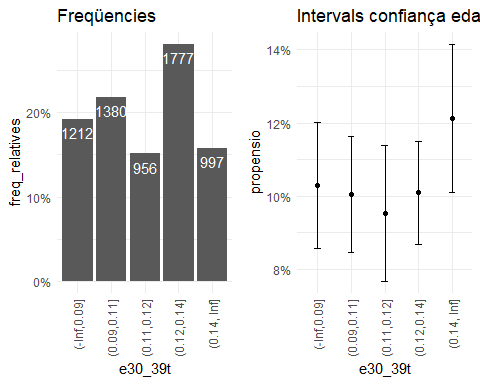 Freqüencies
freq_relatives
20%
10%
0%
1212
1380
956
1777
997
(-Inf,0.09]
(0.09,0.11]
(0.11,0.12]
(0.12,0.14]
(0.14, Inf]
e30_39t
Intervals confiança eda
propensio
14%
12%
10%
8%
(-Inf,0.09]
(0.09,0.11]
(0.11,0.12]
(0.12,0.14]
(0.14, Inf]
e30_39t